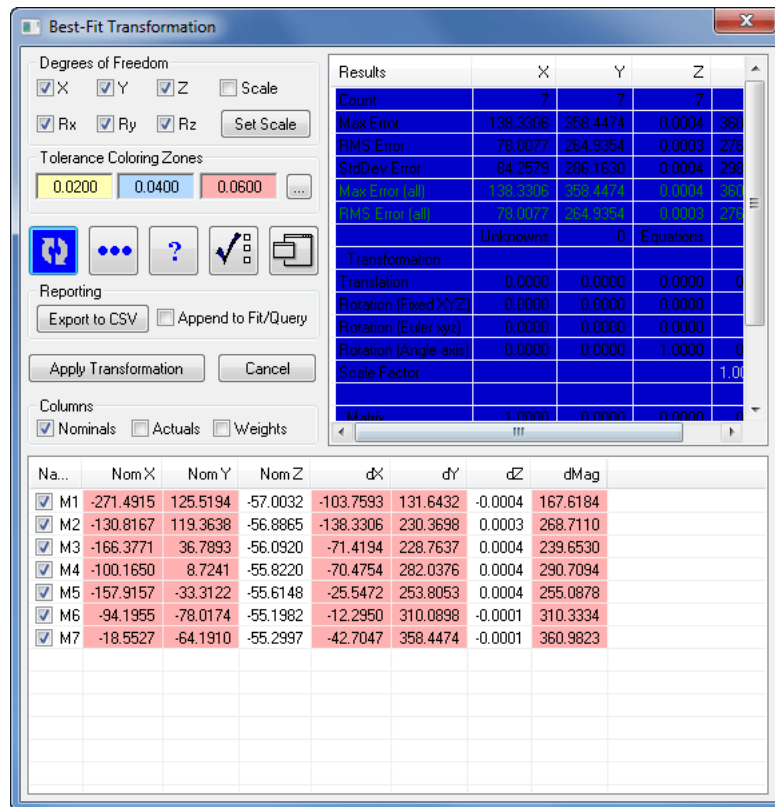 Best-Fit Transformation
Degrees of Freedom
X Y Z Scale
Rx Ry Rz Set Scale
Tolerance Coloring Zones
0.0200 0.0400 0.0600 ...
?
Reporting
Export to CSV Append to Fit/Query
Apply Transformation Cancel
Columns
Nominals Actuals Weights
Results X Y Z
Count 7 7 7
Max Error 138.3306 358.4474 0.0004 360
RMS Error 78.0077 264.9354 0.0003 276
StdDev Error 84.2579 286.1630 0.0004 298
Max Error (all) 138.3306 358.4474 0.0004 360
RMS Error (all) 78.0077 264.9354 0.0003 276
Unknowns 0 Equations
Transformation
Translation 0.0000 0.0000 0.0000 0
Rotation (Fixed XYZ) 0.0000 0.0000 0.0000
Rotation (Euler xyz) 0.0000 0.0000 0.0000
Rotation (Angle axis) 0.0000 0.0000 1.0000 0
Scale Factor 1.00
Matrix 1.0000 0.0000 0.0000 0
Na... Nom X Nom Y Nom Z dX dY dZ dMag
M1 -271.4915 125.5194 -57.0032 -103.7593 131.6432 -0.0004 167.6184
M2 -130.8167 119.3638 -56.8865 -138.3306 230.3698 0.0003 268.7110
M3 -166.3771 36.7893 -56.0920 -71.4194 228.7637 0.0004 239.6530
M4 -100.1650 8.7241 -55.8220 -70.4754 282.0376 0.0004 290.7094
M5 -157.9157 -33.3122 -55.6148 -25.5472 253.8053 0.0004 255.0878
M6 -94.1955 -78.0174 -55.1982 -12.2950 310.0898 -0.0001 310.3334
M7 -18.5527 -64.1910 -55.2997 -42.7047 358.4474 -0.0001 360.9823